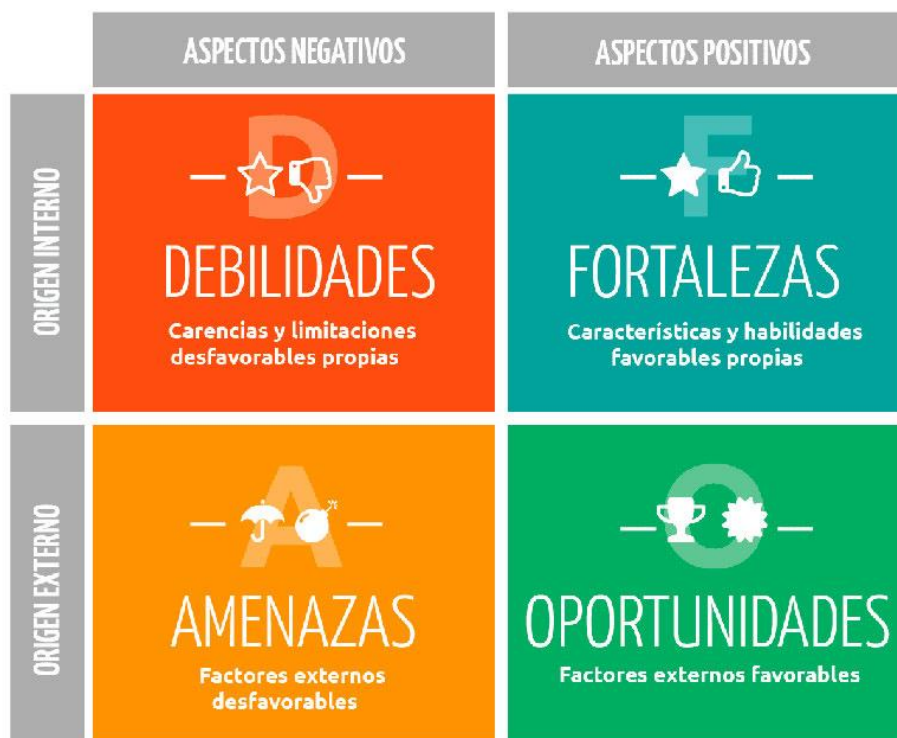 ASPECTOS NEGATIVOS
ASPECTOS POSITIVOS
ORIGEN INTERNO
D
DEBILIDADES
Carencias y limitaciones
desfavorables propias
F
FORTALEZAS
Características y habilidades
favorables propias
ORIGEN EXTERNO
A
AMENAZAS
Factores externos
desfavorables
O
OPORTUNIDADES
Factores externos favorables